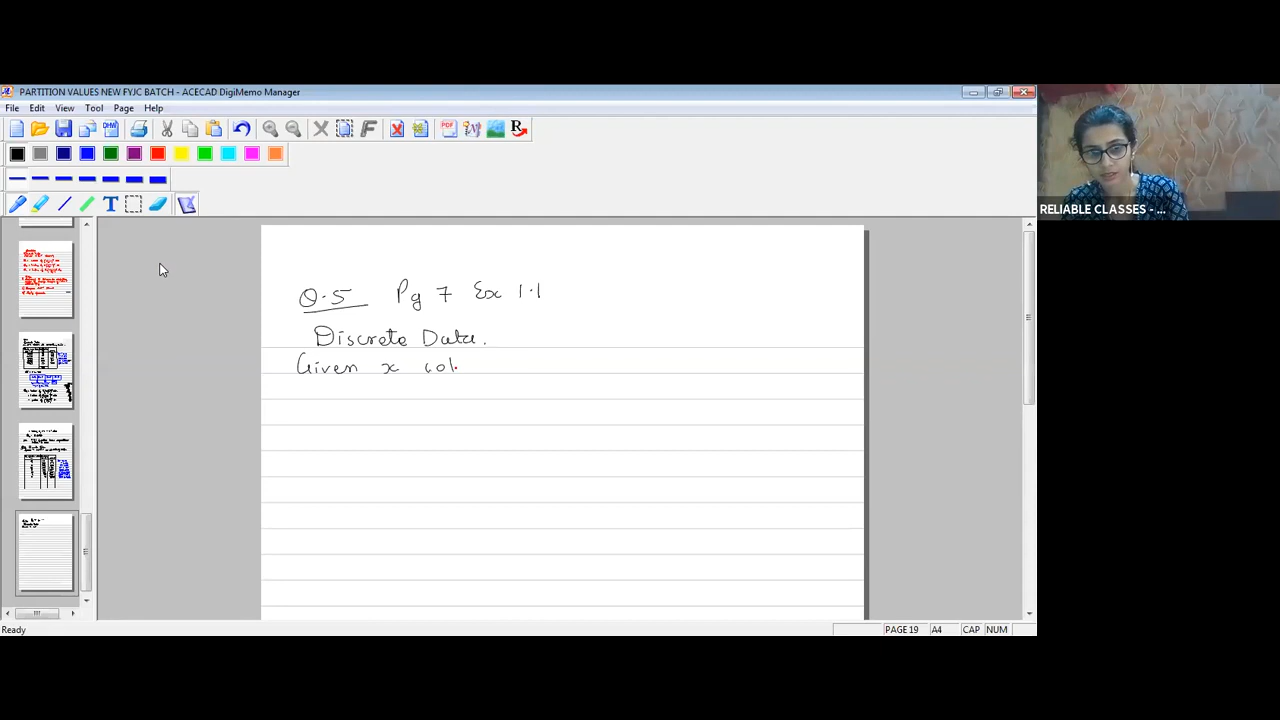 PARTITION VALUES NEW FYJC BATCH - ACECAD DigiMemo Manager
File Edit View Tool Page Help
RELIABLE CLASSES - ...
Q.5 Pg 7 Ex 1.1
Discrete Data.
Given x col
Ready
PAGE 19 A4 CAP NUM